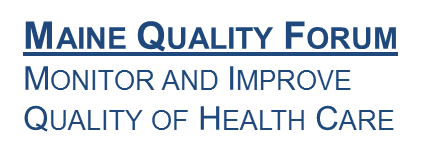 MAINE QUALITY FORUM
MONITOR AND IMPROVE
QUALITY OF HEALTH CARE